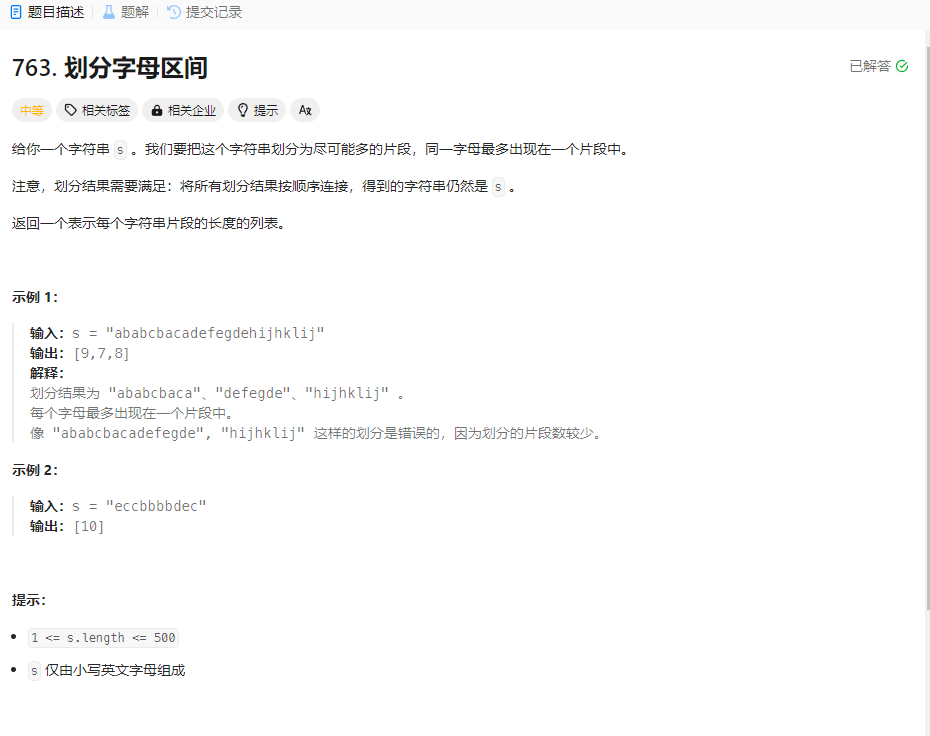 题目描述 题解 提交记录
763. 划分字母区间 已解答
中等 相关标签 相关企业 提示 Az
给你一个字符串 s 。我们要把这个字符串划分为尽可能多的片段，同一字母最多出现在一个片段中。
注意，划分结果需要满足：将所有划分结果按顺序连接，得到的字符串仍然是 s 。
返回一个表示每个字符串片段的长度的列表。
示例 1：
输入：s = "ababcbacadefegdehijhklij"
输出：[9,7,8]
解释：
划分结果为 "ababcbaca"、"defegde"、"hijhklij" 。
每个字母最多出现在一个片段中。
像 "ababcbacadefegde", "hijhklij" 这样的划分是错误的，因为划分的片段数较少。
示例 2：
输入：s = "eccbbbbdec"
输出：[10]
提示：
1 <= s.length <= 500
s 仅由小写英文字母组成